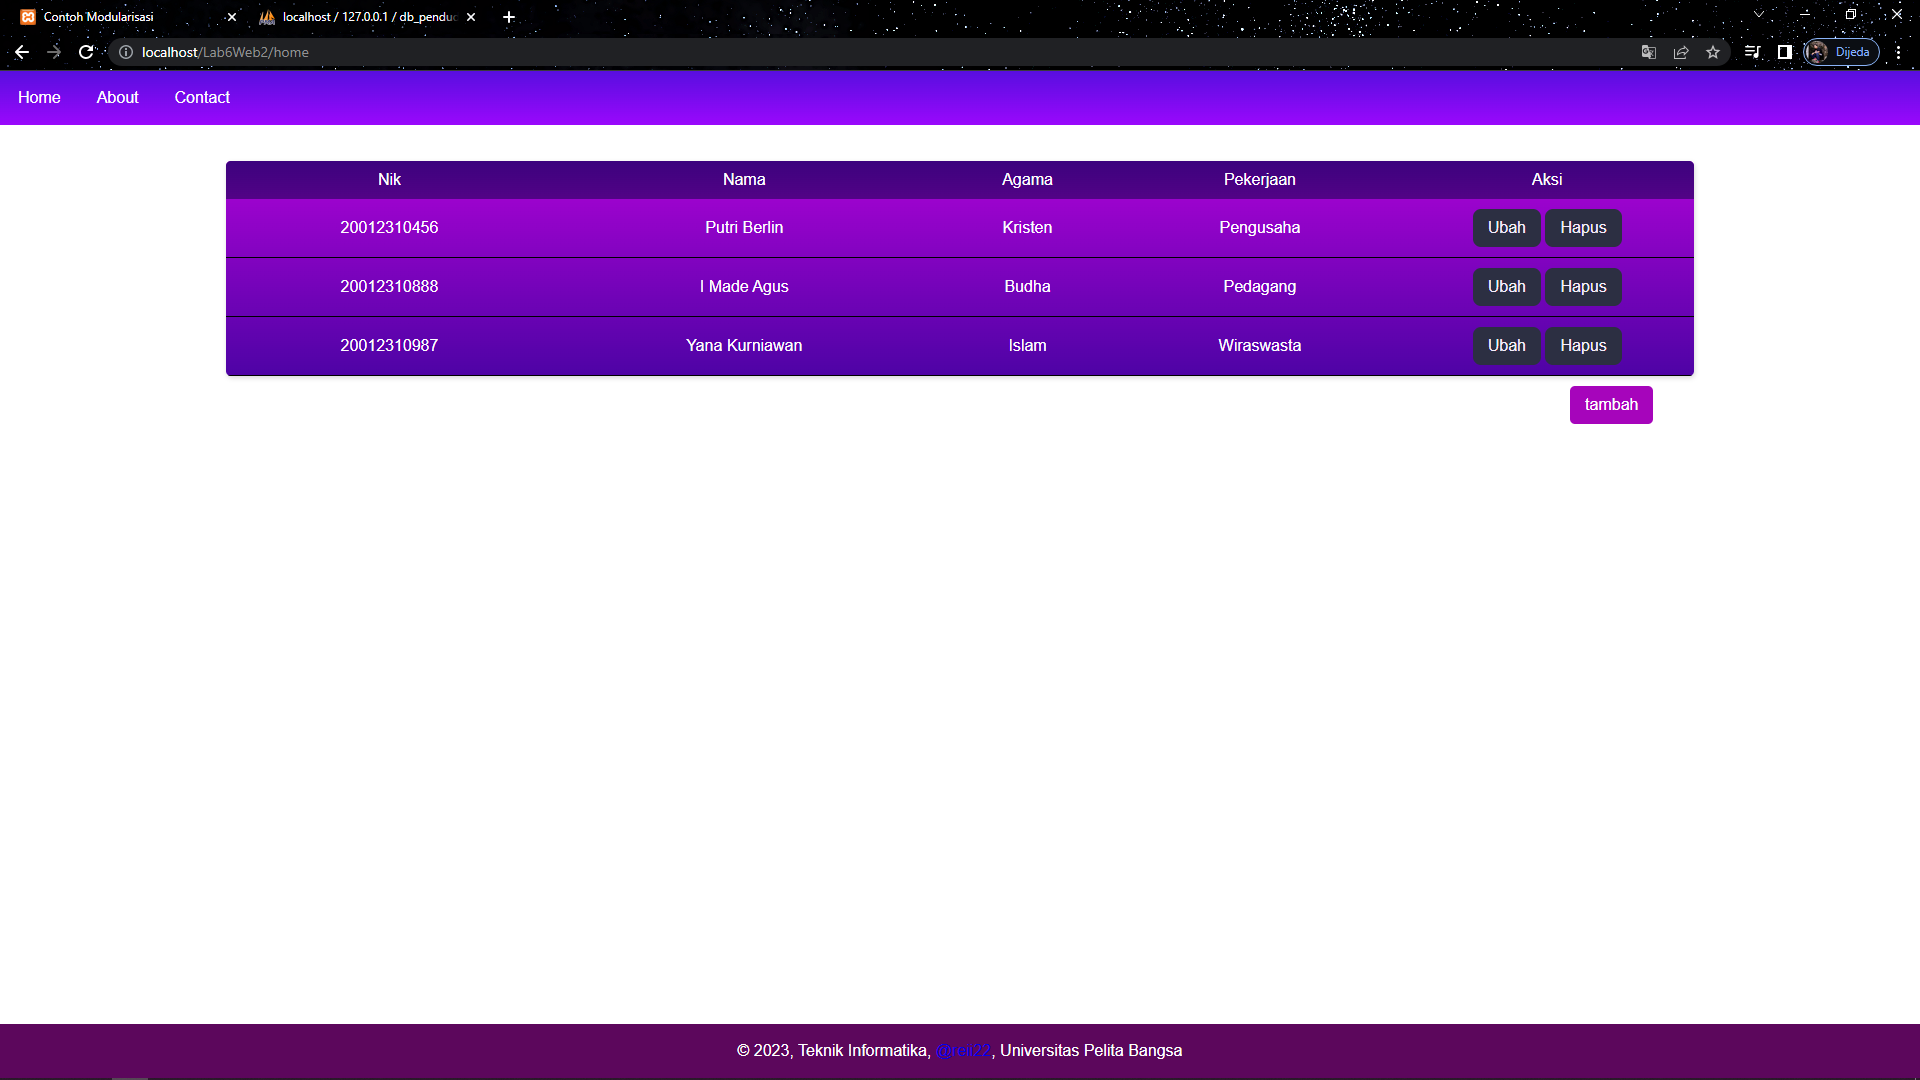 Contoh Modularisasi
localhost / 127.0.0.1 / db_pendud
localhost/Lab6Web2/home
Dijeda
Home About Contact
Nik Nama Agama Pekerjaan Aksi
20012310456 Putri Berlin Kristen Pengusaha Ubah Hapus
20012310888 I Made Agus Budha Pedagang Ubah Hapus
20012310987 Yana Kurniawan Islam Wiraswasta Ubah Hapus
tambah
© 2023, Teknik Informatika, , Universitas Pelita Bangsa